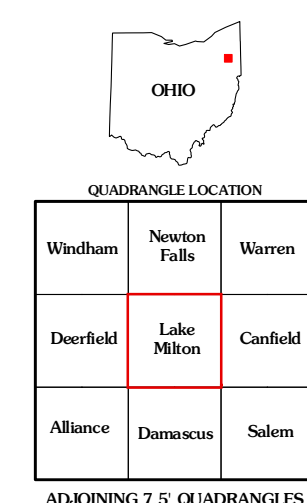 OHIO
QUADRANGLE LOCATION
Windham Newton Falls Warren
Deerfield Lake Milton Canfield
Alliance Damascus Salem
ADJOINING 7.5' QUADRANGLES